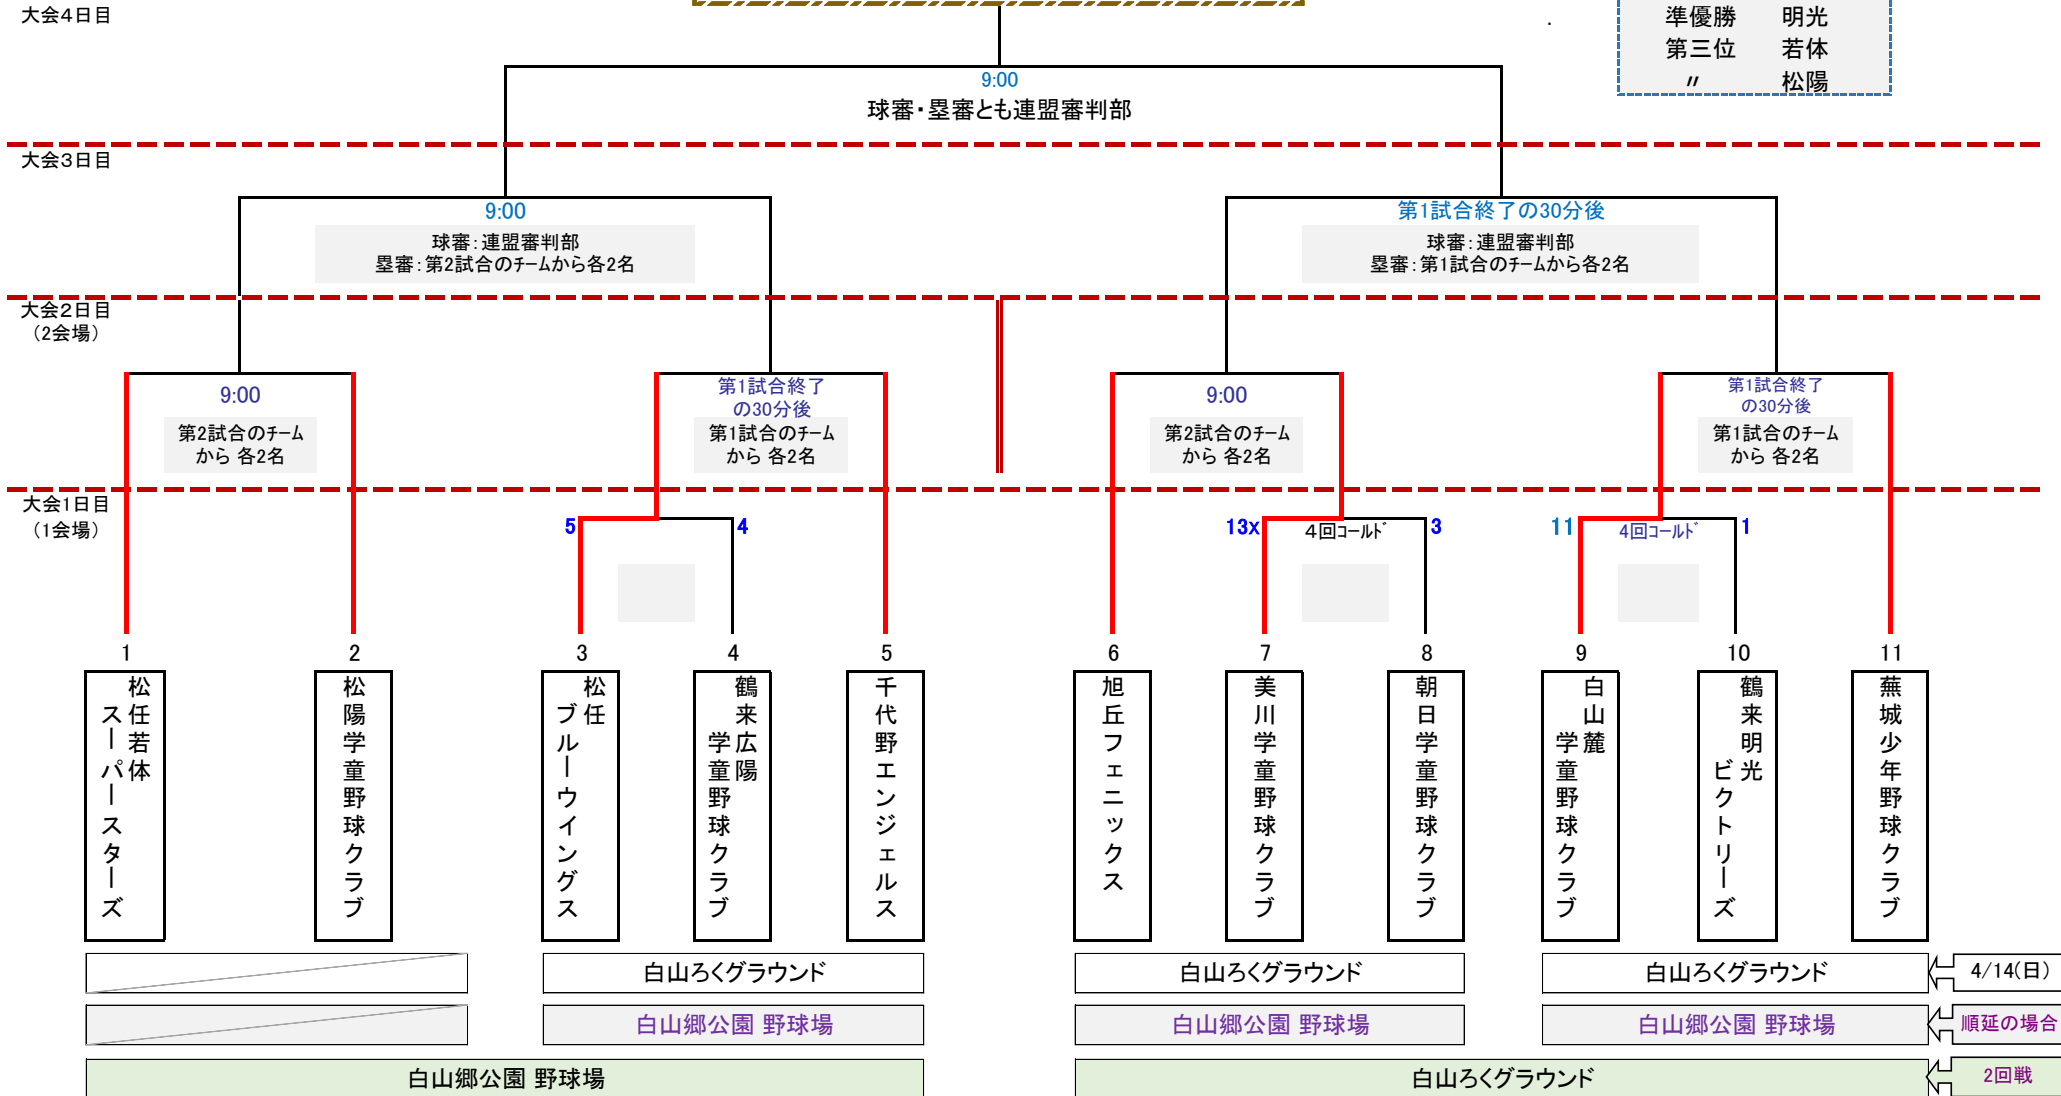 大会4日目
準優勝 明光
第三位 若体
〃 松陽
9:00
球審・塁審とも連盟審判部
大会3日目
9:00
球審：連盟審判部
塁審：第2試合のチームから各2名
第1試合終了の30分後
球審：連盟審判部
塁審：第1試合のチームから各2名
大会2日目
（2会場）
9:00
第2試合のチーム
から 各2名
第1試合終了
の30分後
第1試合のチーム
から 各2名
9:00
第2試合のチーム
から 各2名
第1試合終了
の30分後
第1試合のチーム
から 各2名
大会1日目
（1会場）
5 4
13x 4回コールド 3
11 4回コールド 1
1 2 3 4 5 6 7 8 9 10 11
松任若体
スーパースターズ
松陽学童野球クラブ
松任
ブルーウイングス
鶴来広陽
学童野球クラブ
千代野エンジェルス
旭丘フェニックス
美川学童野球クラブ
朝日学童野球クラブ
白山麓
学童野球クラブ
鶴来明光
ビクトリーズ
蕪城少年野球クラブ
白山ろくグラウンド 白山ろくグラウンド 白山ろくグラウンド 4/14(日)
白山郷公園 野球場 白山郷公園 野球場 白山郷公園 野球場 順延の場合
白山郷公園 野球場 白山ろくグラウンド 2回戦